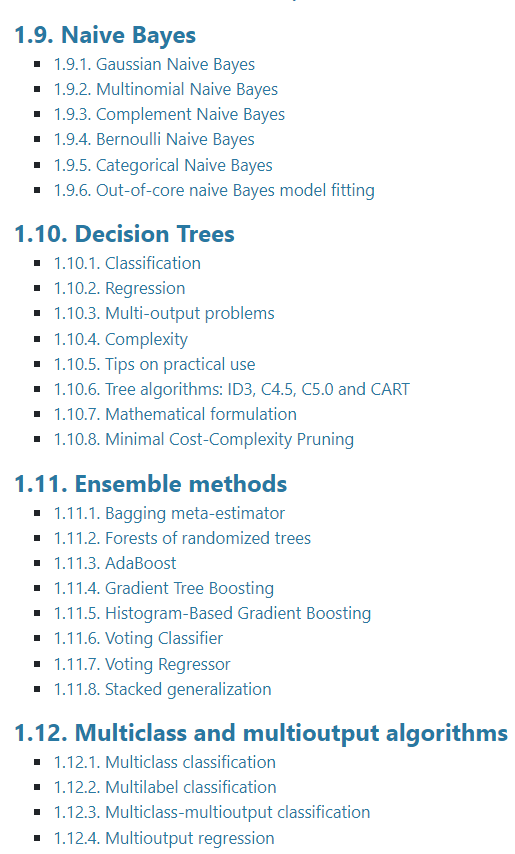 1.9. Naive Bayes
1.9.1. Gaussian Naive Bayes
1.9.2. Multinomial Naive Bayes
1.9.3. Complement Naive Bayes
1.9.4. Bernoulli Naive Bayes
1.9.5. Categorical Naive Bayes
1.9.6. Out-of-core naive Bayes model fitting
1.10. Decision Trees
1.10.1. Classification
1.10.2. Regression
1.10.3. Multi-output problems
1.10.4. Complexity
1.10.5. Tips on practical use
1.10.6. Tree algorithms: ID3, C4.5, C5.0 and CART
1.10.7. Mathematical formulation
1.10.8. Minimal Cost-Complexity Pruning
1.11. Ensemble methods
1.11.1. Bagging meta-estimator
1.11.2. Forests of randomized trees
1.11.3. AdaBoost
1.11.4. Gradient Tree Boosting
1.11.5. Histogram-Based Gradient Boosting
1.11.6. Voting Classifier
1.11.7. Voting Regressor
1.11.8. Stacked generalization
1.12. Multiclass and multioutput algorithms
1.12.1. Multiclass classification
1.12.2. Multilabel classification
1.12.3. Multiclass-multioutput classification
1.12.4. Multioutput regression